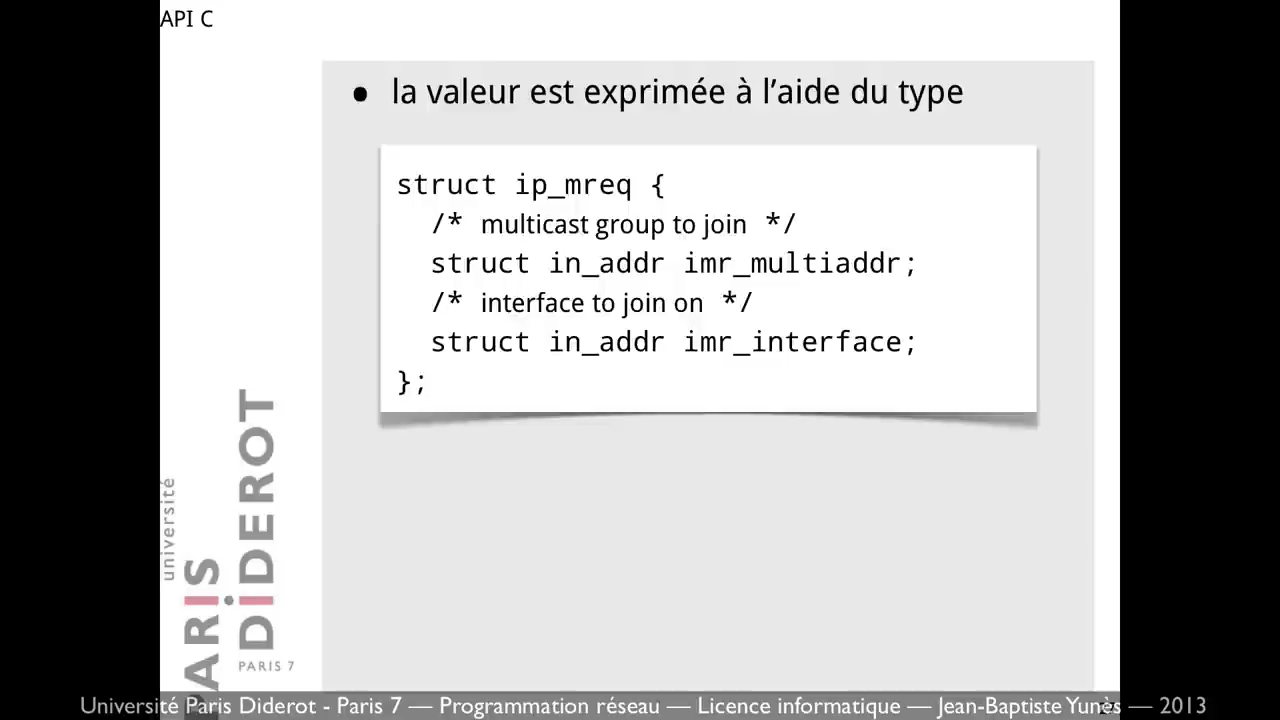 API C
• la valeur est exprimée à l’aide du type
struct ip_mreq {
/* multicast group to join */
struct in_addr imr_multiaddr;
/* interface to join on */
struct in_addr imr_interface;
};
université
PARIS
DiDEROT
PARIS 7
Université Paris Diderot - Paris 7 — Programmation réseau — Licence informatique — Jean-Baptiste Yunès — 2013